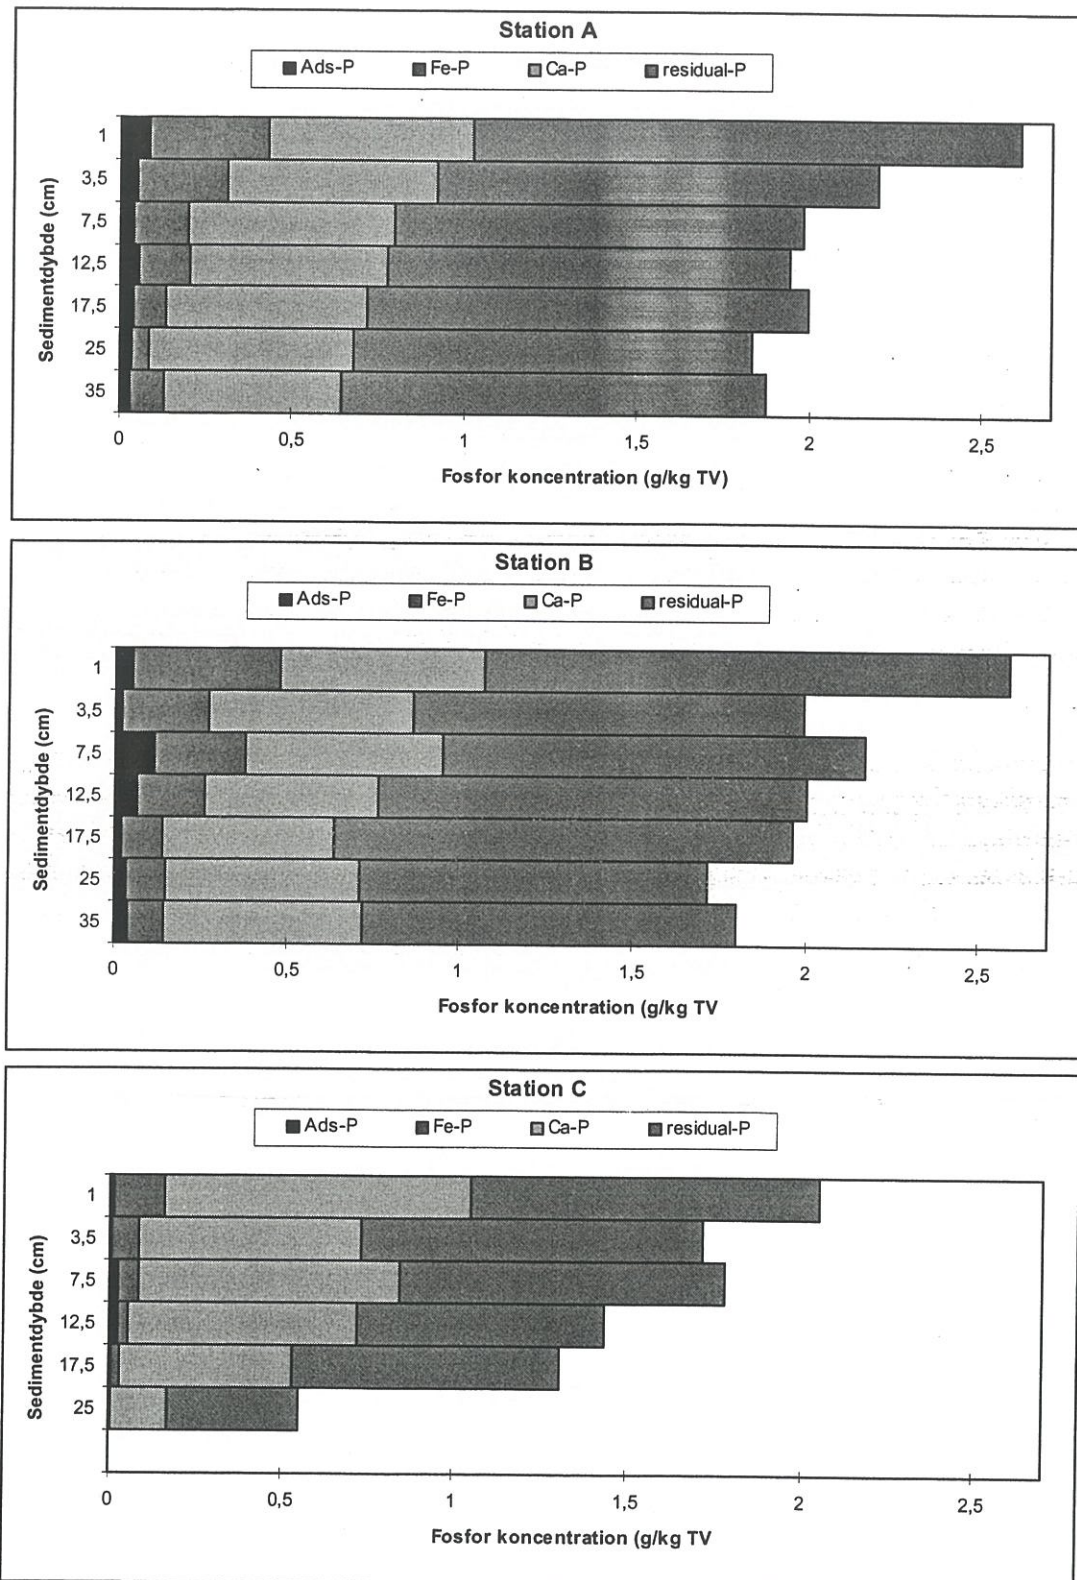 Station A
Ads-P Fe-P Ca-P residual-P
Sedimentdybde (cm)
1
3,5
7,5
12,5
17,5
25
35
0 0,5 1 1,5 2 2,5
Fosfor koncentration (g/kg TV)
Station B
Ads-P Fe-P Ca-P residual-P
Sedimentdybde (cm)
1
3,5
7,5
12,5
17,5
25
35
0 0,5 1 1,5 2 2,5
Fosfor koncentration (g/kg TV
Station C
Ads-P Fe-P Ca-P residual-P
Sedimentdybde (cm)
1
3,5
7,5
12,5
17,5
25
0 0,5 1 1,5 2 2,5
Fosfor koncentration (g/kg TV